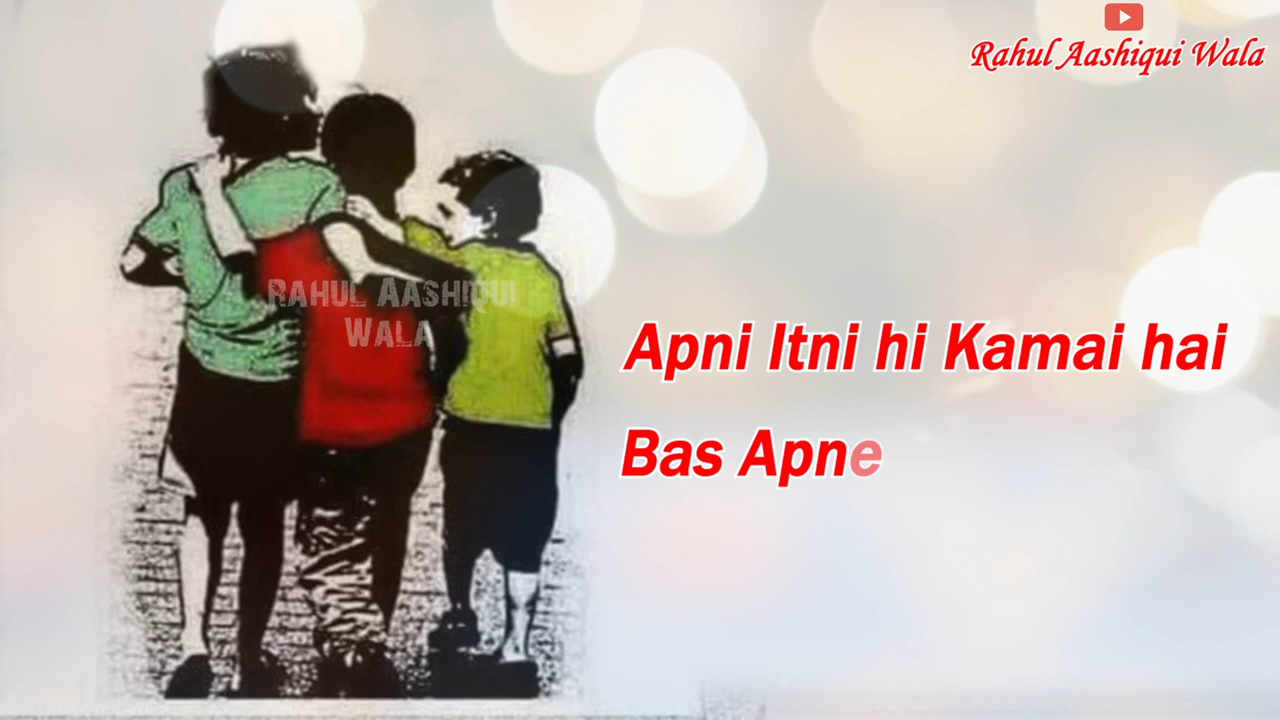 Rahul Aashiqui Wala
Rahul Aashiqui
Wala
Apni Itni hi Kamai hai
Bas Apne